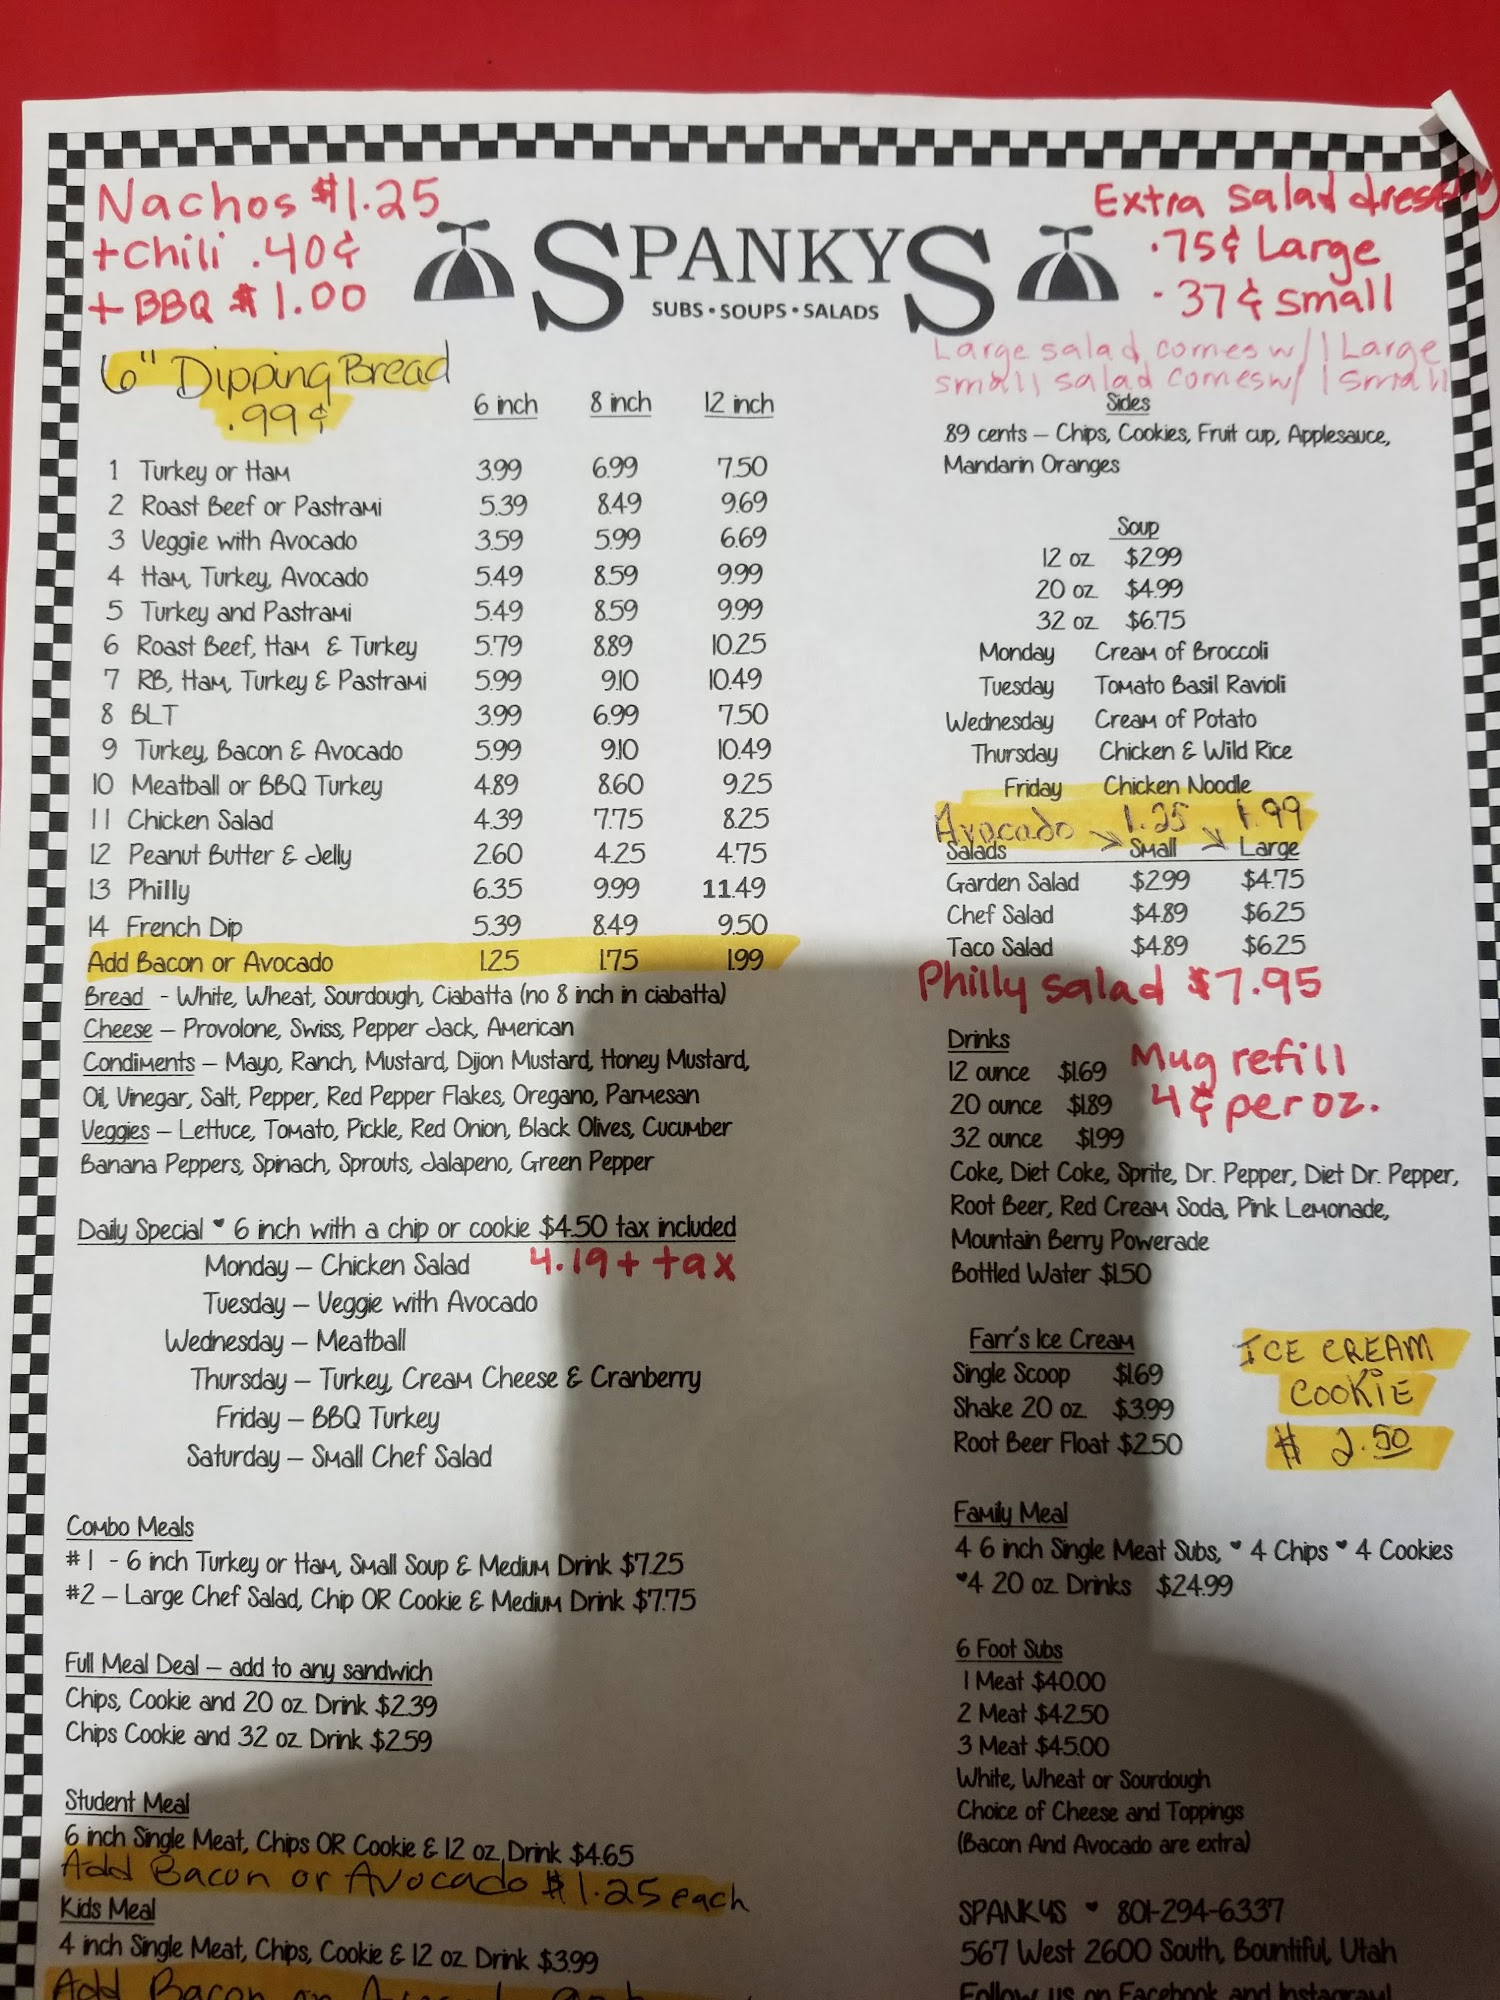 Nachos $1.25
+chili .40¢
+ BBQ $1.00
SPANKYS
SUBS • SOUPS • SALADS
Extra salad dressing
.75¢ Large
.37¢ small
Large salad comes w/ 1 Large
small salad comes w/ 1 small
6" Dipping Bread
.99¢
6 inch 8 inch 12 inch
1 Turkey or Ham 3.99 6.99 7.50
2 Roast Beef or Pastrami 5.39 8.49 9.69
3 Veggie with Avocado 3.59 5.99 6.69
4 Ham, Turkey, Avocado 5.49 8.59 9.99
5 Turkey and Pastrami 5.49 8.59 9.99
6 Roast Beef, Ham & Turkey 5.79 8.89 10.25
7 RB, Ham, Turkey & Pastrami 5.99 9.10 10.49
8 BLT 3.99 6.99 7.50
9 Turkey, Bacon & Avocado 5.99 9.10 10.49
10 Meatball or BBQ Turkey 4.89 8.60 9.25
11 Chicken Salad 4.39 7.75 8.25
12 Peanut Butter & Jelly 2.60 4.25 4.75
13 Philly 6.35 9.99 11.49
14 French Dip 5.39 8.49 9.50
Add Bacon or Avocado 1.25 1.75 1.99
Bread - White, Wheat, Sourdough, Ciabatta (no 8 inch in ciabatta)
Cheese – Provolone, Swiss, Pepper Jack, American
Condiments – Mayo, Ranch, Mustard, Dijon Mustard, Honey Mustard,
Oil, Vinegar, Salt, Pepper, Red Pepper Flakes, Oregano, Parmesan
Veggies – Lettuce, Tomato, Pickle, Red Onion, Black Olives, Cucumber
Banana Peppers, Spinach, Sprouts, Jalapeno, Green Pepper
Daily Special ♥ 6 inch with a chip or cookie $4.50 tax included
4.19 + tax
Monday – Chicken Salad
Tuesday – Veggie with Avocado
Wednesday – Meatball
Thursday – Turkey, Cream Cheese & Cranberry
Friday – BBQ Turkey
Saturday – Small Chef Salad
Combo Meals
#1 - 6 inch Turkey or Ham, Small Soup & Medium Drink $7.25
#2 – Large Chef Salad, Chip OR Cookie & Medium Drink $7.75
Full Meal Deal – add to any sandwich
Chips, Cookie and 20 oz. Drink $2.39
Chips Cookie and 32 oz. Drink $2.59
Student Meal
6 inch Single Meat, Chips OR Cookie & 12 oz. Drink $4.65
Add Bacon or Avocado $1.25 each
Kids Meal
4 inch Single Meat, Chips, Cookie & 12 oz. Drink $3.99
Add Bacon
Sides
89 cents – Chips, Cookies, Fruit cup, Applesauce,
Mandarin Oranges
Soup
12 oz. $2.99
20 oz. $4.99
32 oz. $6.75
Monday Cream of Broccoli
Tuesday Tomato Basil Ravioli
Wednesday Cream of Potato
Thursday Chicken & Wild Rice
Friday Chicken Noodle
Avocado 1.25 1.99
Salads Small Large
Garden Salad $2.99 $4.75
Chef Salad $4.89 $6.25
Taco Salad $4.89 $6.25
Philly salad $7.95
Drinks
12 ounce $1.69
20 ounce $1.89
32 ounce $1.99
Mug refill
4¢ per oz.
Coke, Diet Coke, Sprite, Dr. Pepper, Diet Dr. Pepper,
Root Beer, Red Cream Soda, Pink Lemonade,
Mountain Berry Powerade
Bottled Water $1.50
Farr's Ice Cream
Single Scoop $1.69
Shake 20 oz. $3.99
Root Beer Float $2.50
ICE CREAM
COOKIE
$ 2.50
Family Meal
4 6 inch Single Meat Subs, ♥ 4 Chips ♥ 4 Cookies
♥4 20 oz. Drinks $24.99
6 Foot Subs
1 Meat $40.00
2 Meat $42.50
3 Meat $45.00
White, Wheat or Sourdough
Choice of Cheese and Toppings
(Bacon And Avocado are extra)
SPANKYS ♥ 801-294-6337
567 West 2600 South, Bountiful, Utah
Follow us on Facebook and Instagram!